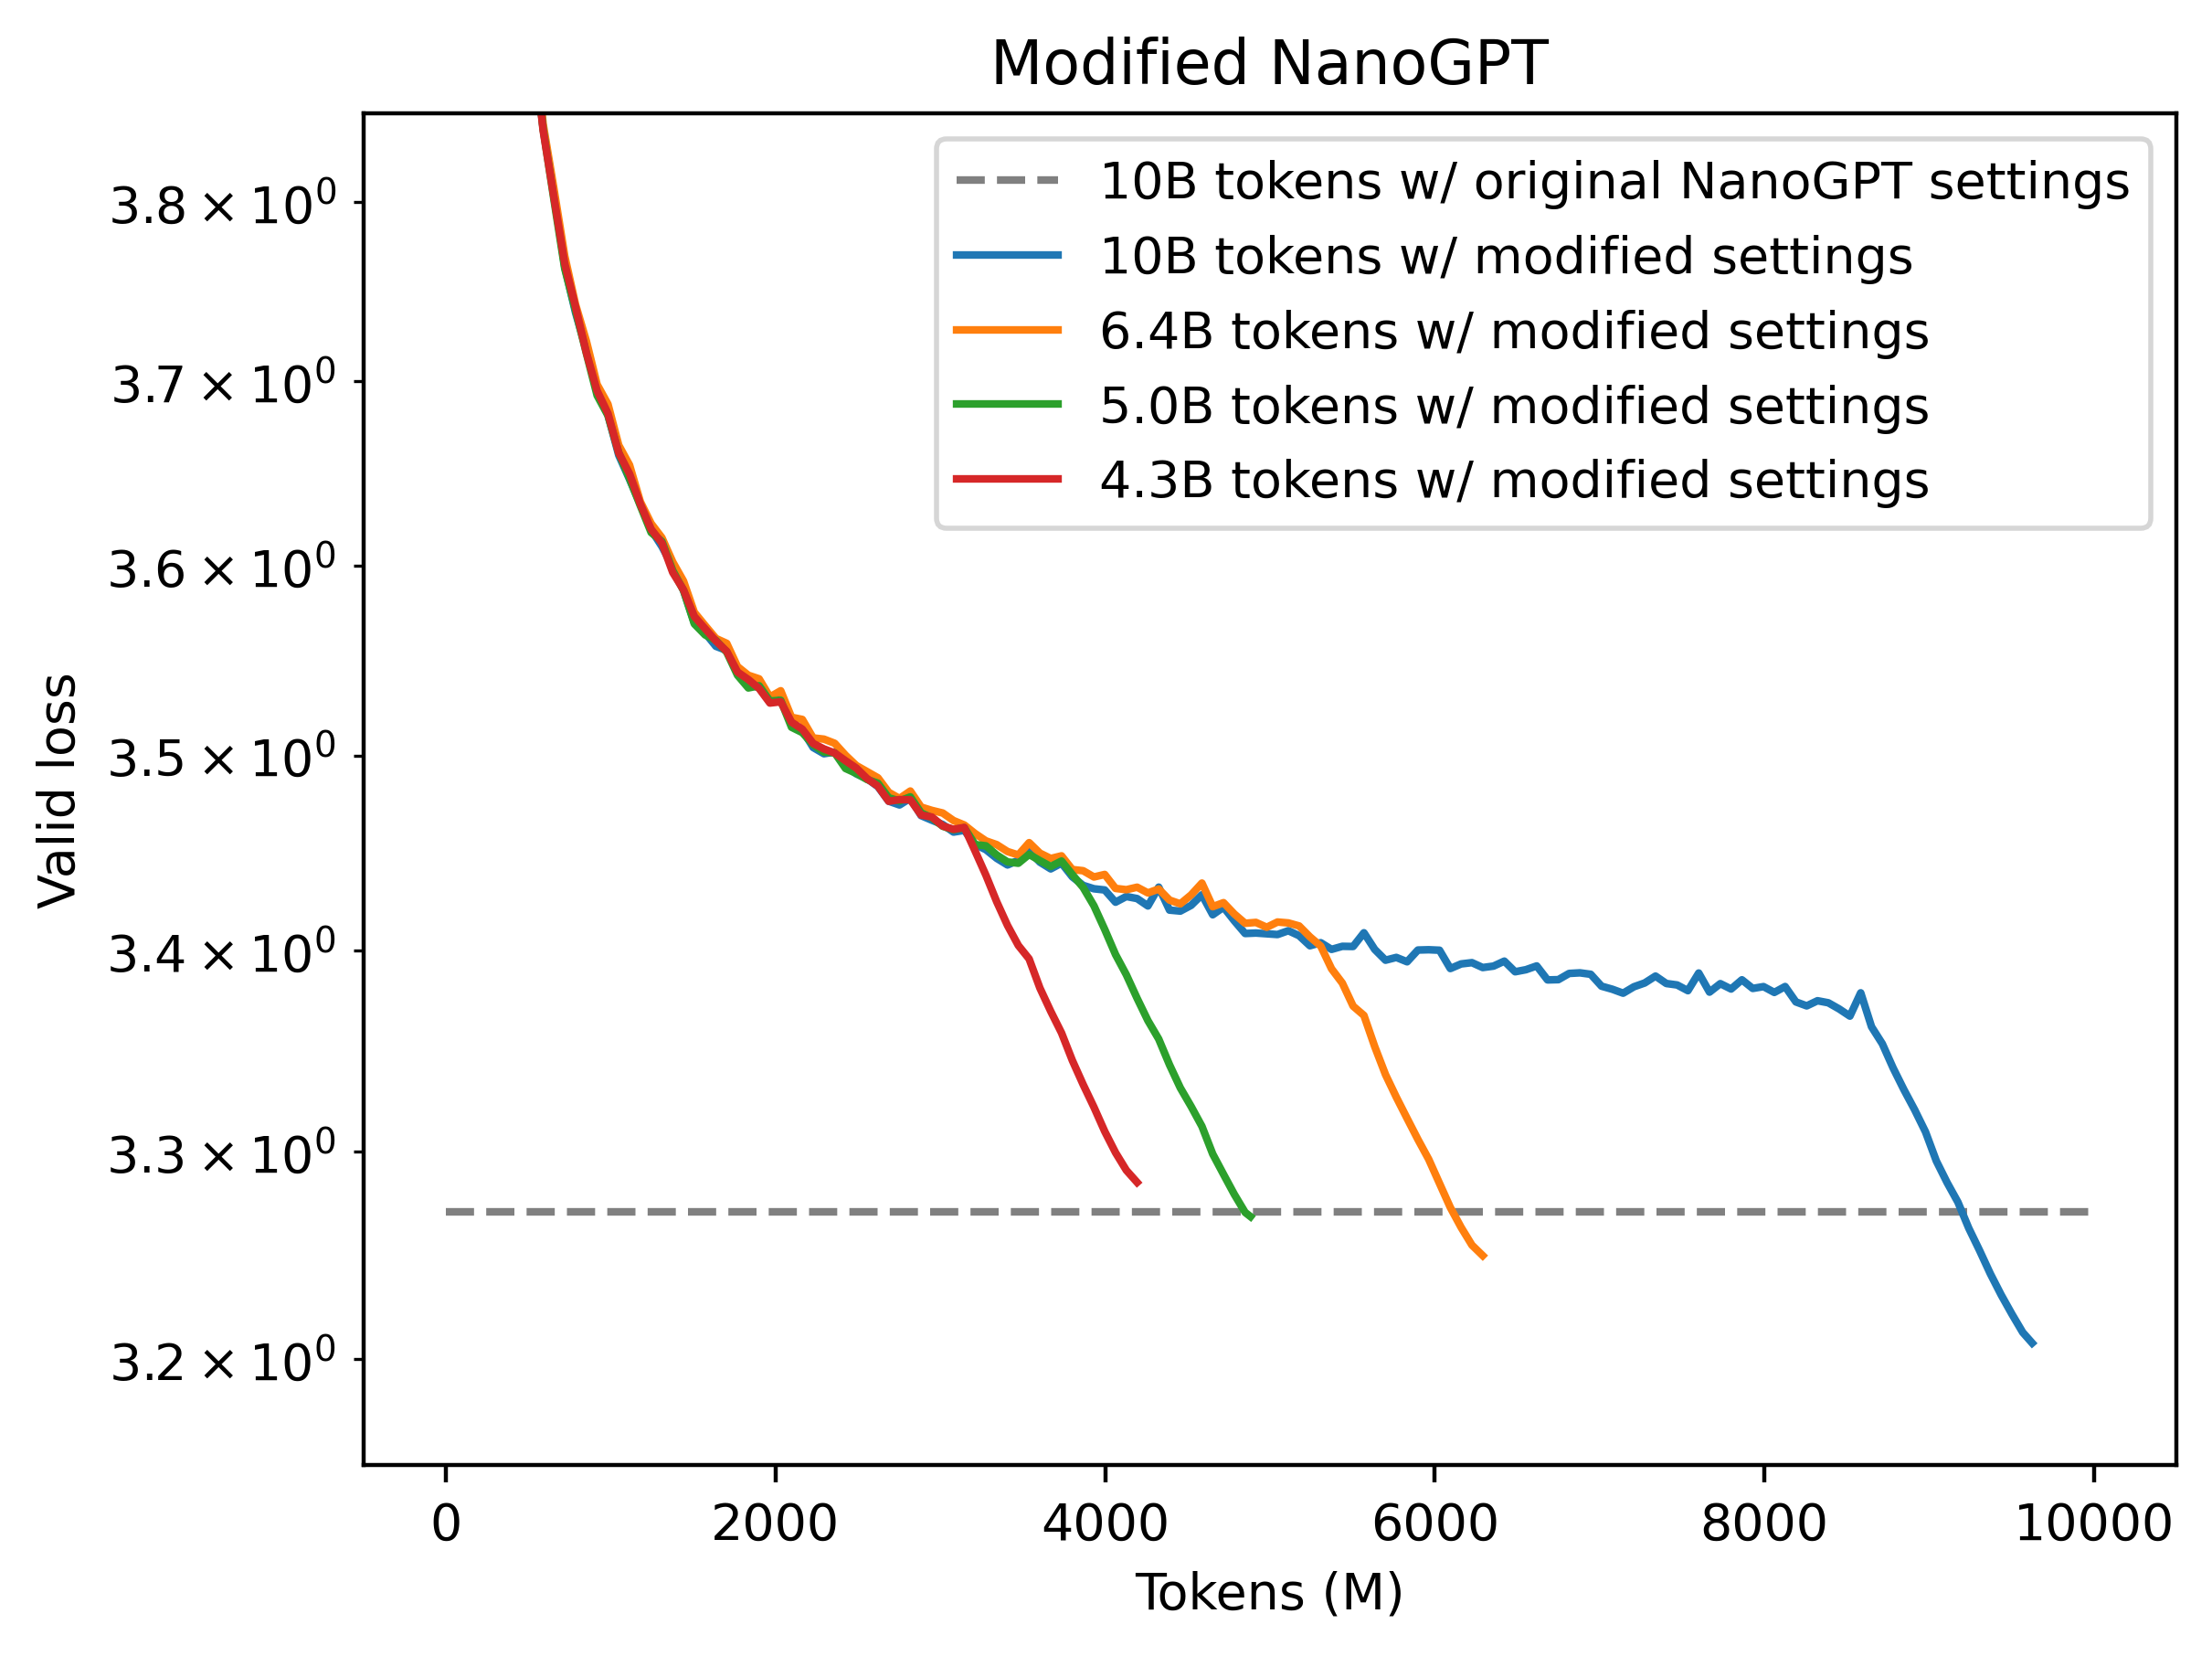 Modified NanoGPT
10B tokens w/ original NanoGPT settings
10B tokens w/ modified settings
6.4B tokens w/ modified settings
5.0B tokens w/ modified settings
4.3B tokens w/ modified settings
3.8 × 10⁰
3.7 × 10⁰
3.6 × 10⁰
3.5 × 10⁰
3.4 × 10⁰
3.3 × 10⁰
3.2 × 10⁰
Valid loss
0 2000 4000 6000 8000 10000
Tokens (M)